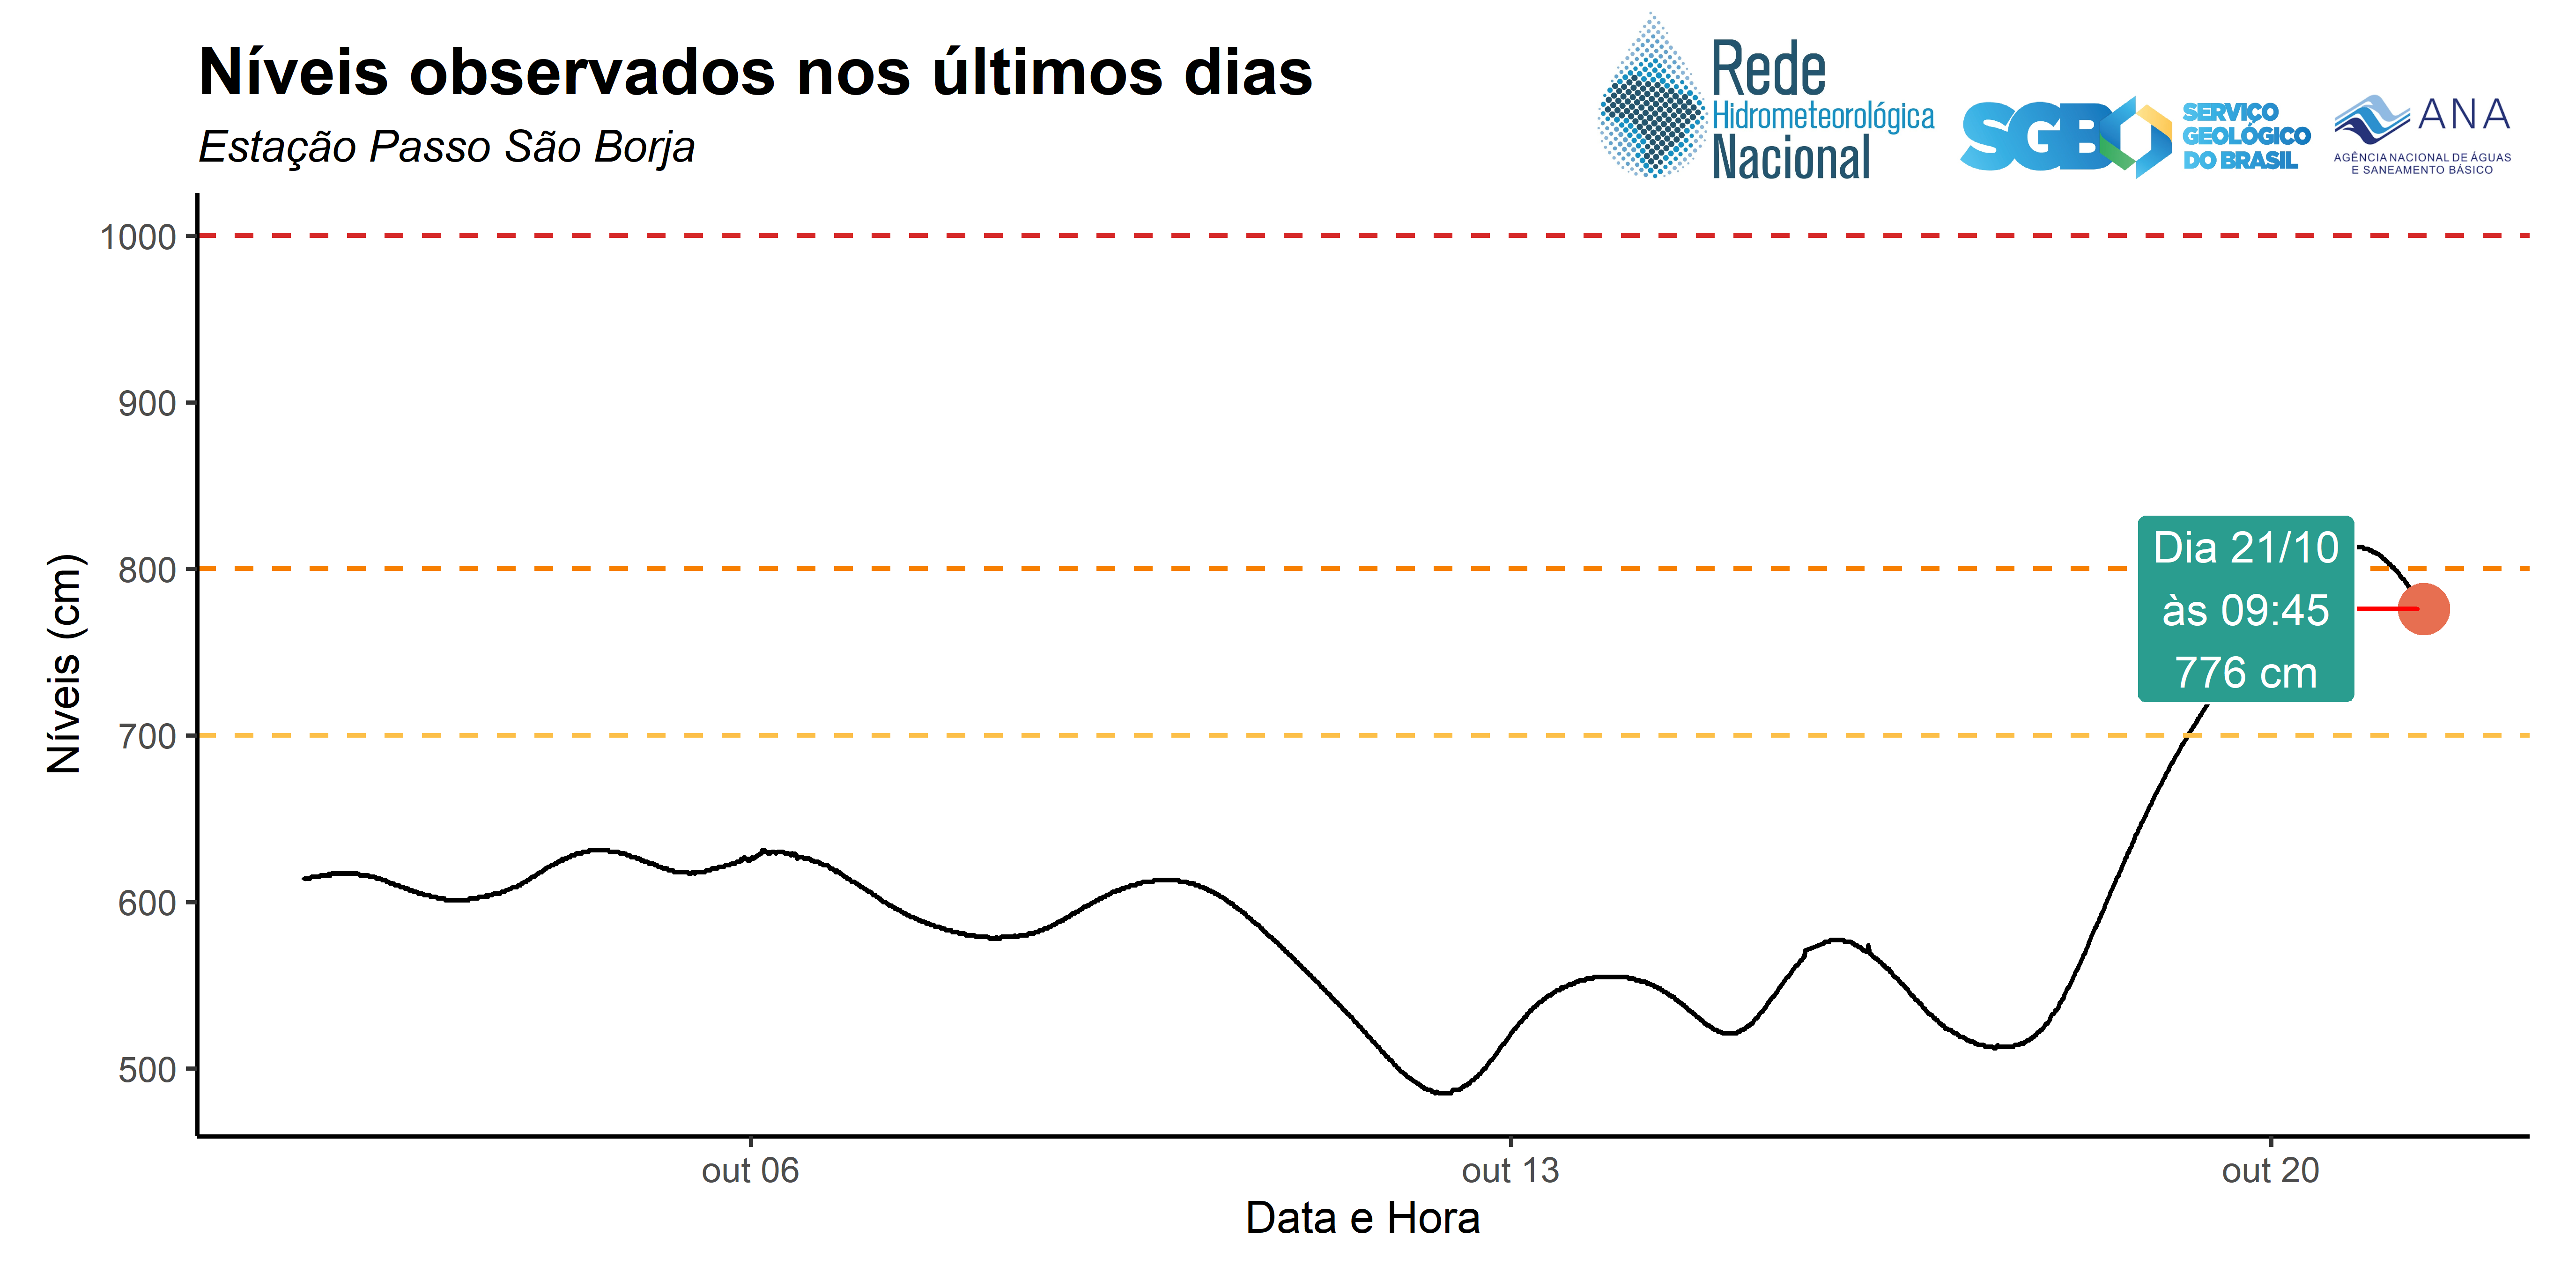 Níveis observados nos últimos dias
Estação Passo São Borja
Rede
Hidrometeorológica
Nacional
SGB
SERVIÇO
GEOLÓGICO
DO BRASIL
ANA
AGÊNCIA NACIONAL DE ÁGUAS
E SANEAMENTO BÁSICO
Níveis (cm)
1000
900
800
700
600
500
Dia 21/10
às 09:45
776 cm
out 06
out 13
out 20
Data e Hora